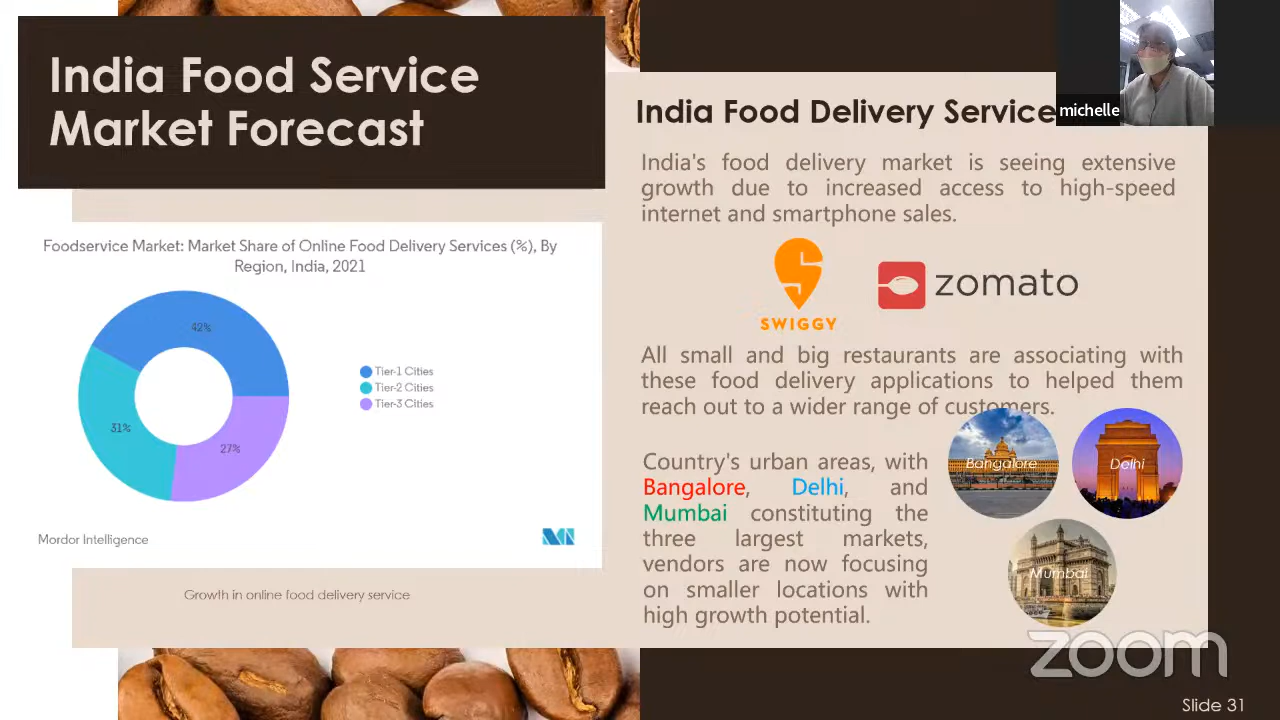 India Food Service
Market Forecast
Foodservice Market: Market Share of Online Food Delivery Services (%), By
Region, India, 2021
42%
31%
27%
Tier-1 Cities
Tier-2 Cities
Tier-3 Cities
Mordor Intelligence
Growth in online food delivery service
India Food Delivery Service
michelle
India's food delivery market is seeing extensive
growth due to increased access to high-speed
internet and smartphone sales.
SWIGGY
zomato
All small and big restaurants are associating with
these food delivery applications to helped them
reach out to a wider range of customers.
Country's urban areas, with
Bangalore, Delhi, and
Mumbai constituting the
three largest markets,
vendors are now focusing
on smaller locations with
high growth potential.
Bangalore
Delhi
Mumbai
zoom
Slide 31